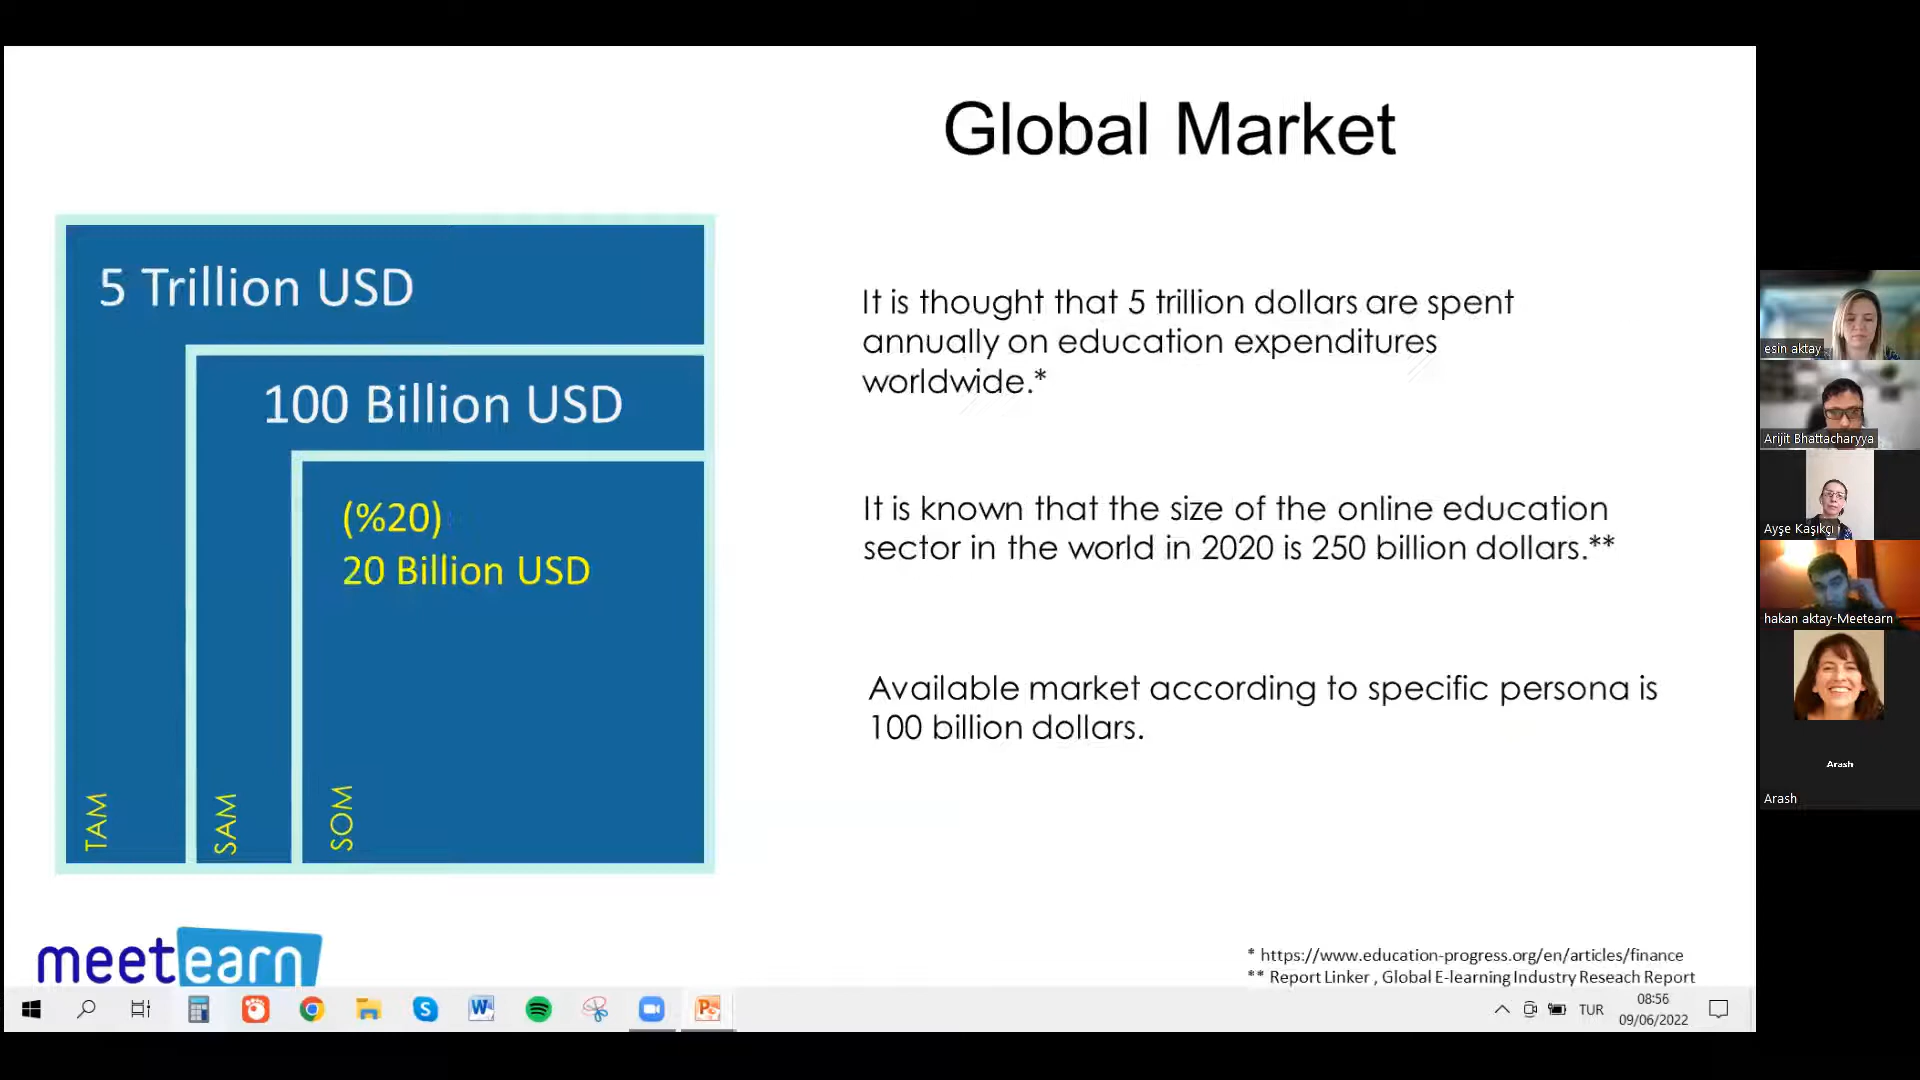 Global Market
5 Trillion USD
100 Billion USD
(%20)
20 Billion USD
TAM
SAM
SOM
It is thought that 5 trillion dollars are spent
annually on education expenditures
worldwide.*
It is known that the size of the online education
sector in the world in 2020 is 250 billion dollars.**
Available market according to specific persona is
100 billion dollars.
meetearn
* https://www.education-progress.org/en/articles/finance
** Report Linker , Global E-learning Industry Reseach Report
esin aktay
Arijit Bhattacharyya
Ayşe Kaşıkçı
hakan aktay-Meetearn
Arash
Arash
TUR
08:56
09/06/2022